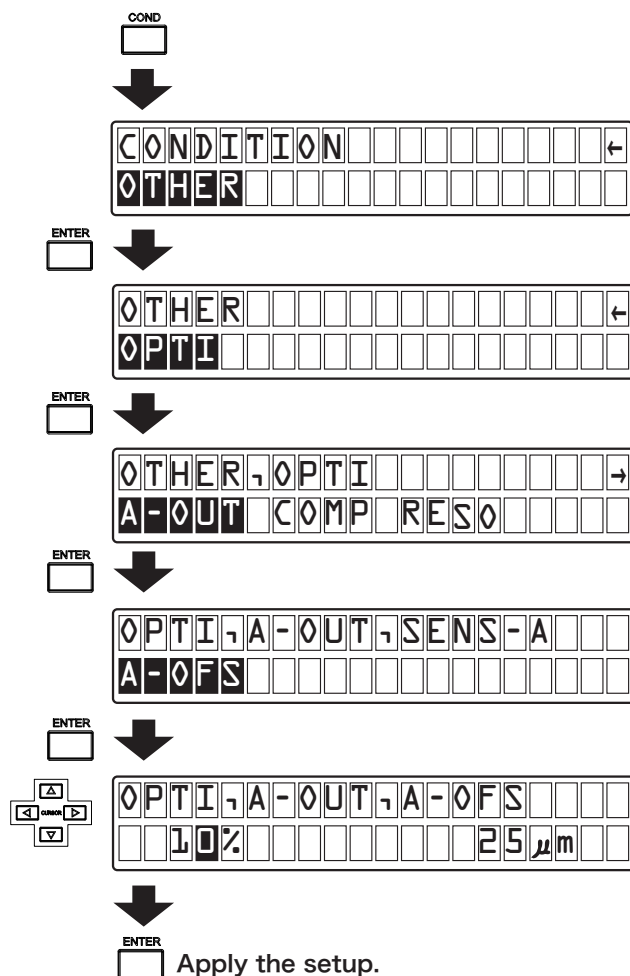 COND
CONDITION ←
OTHER
ENTER
OTHER ←
OPTI
ENTER
OTHER¬OPTI →
A-OUT COMP RESO
ENTER
OPTI¬A-OUT¬SENS-A
A-OFS
ENTER
CURSOR
OPTI¬A-OUT¬A-OFS
10% 25μm
ENTER
Apply the setup.